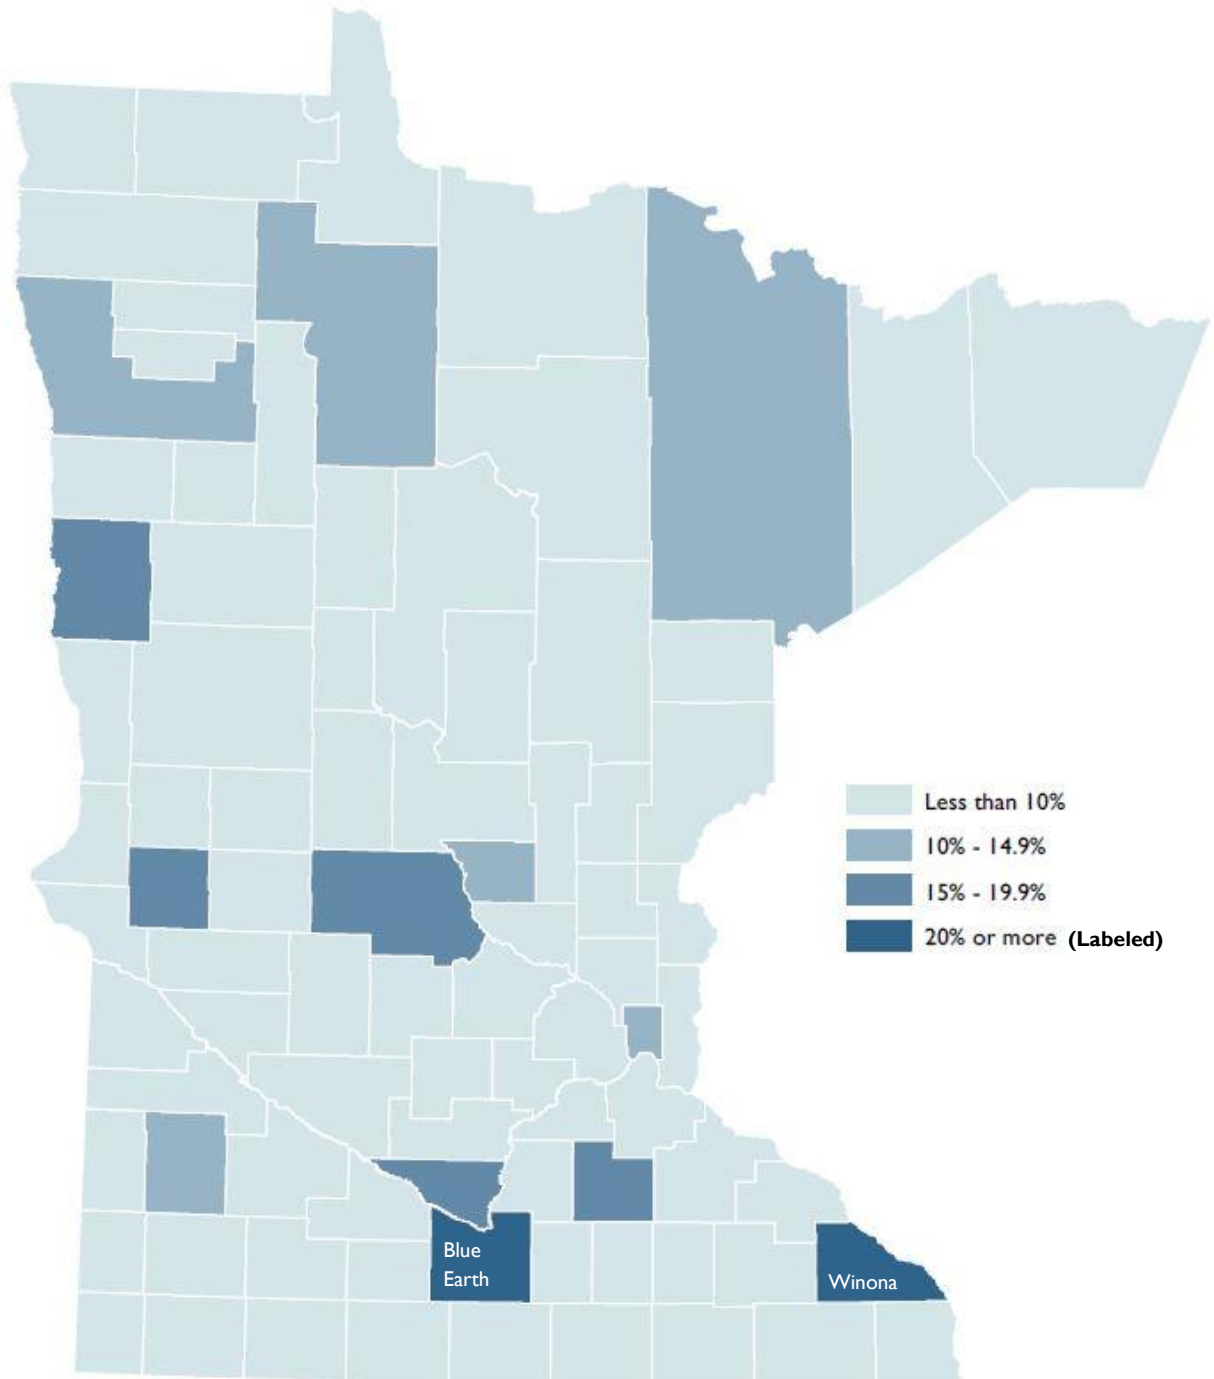 Less than 10%
10% - 14.9%
15% - 19.9%
20% or more (Labeled)
Blue
Earth
Winona